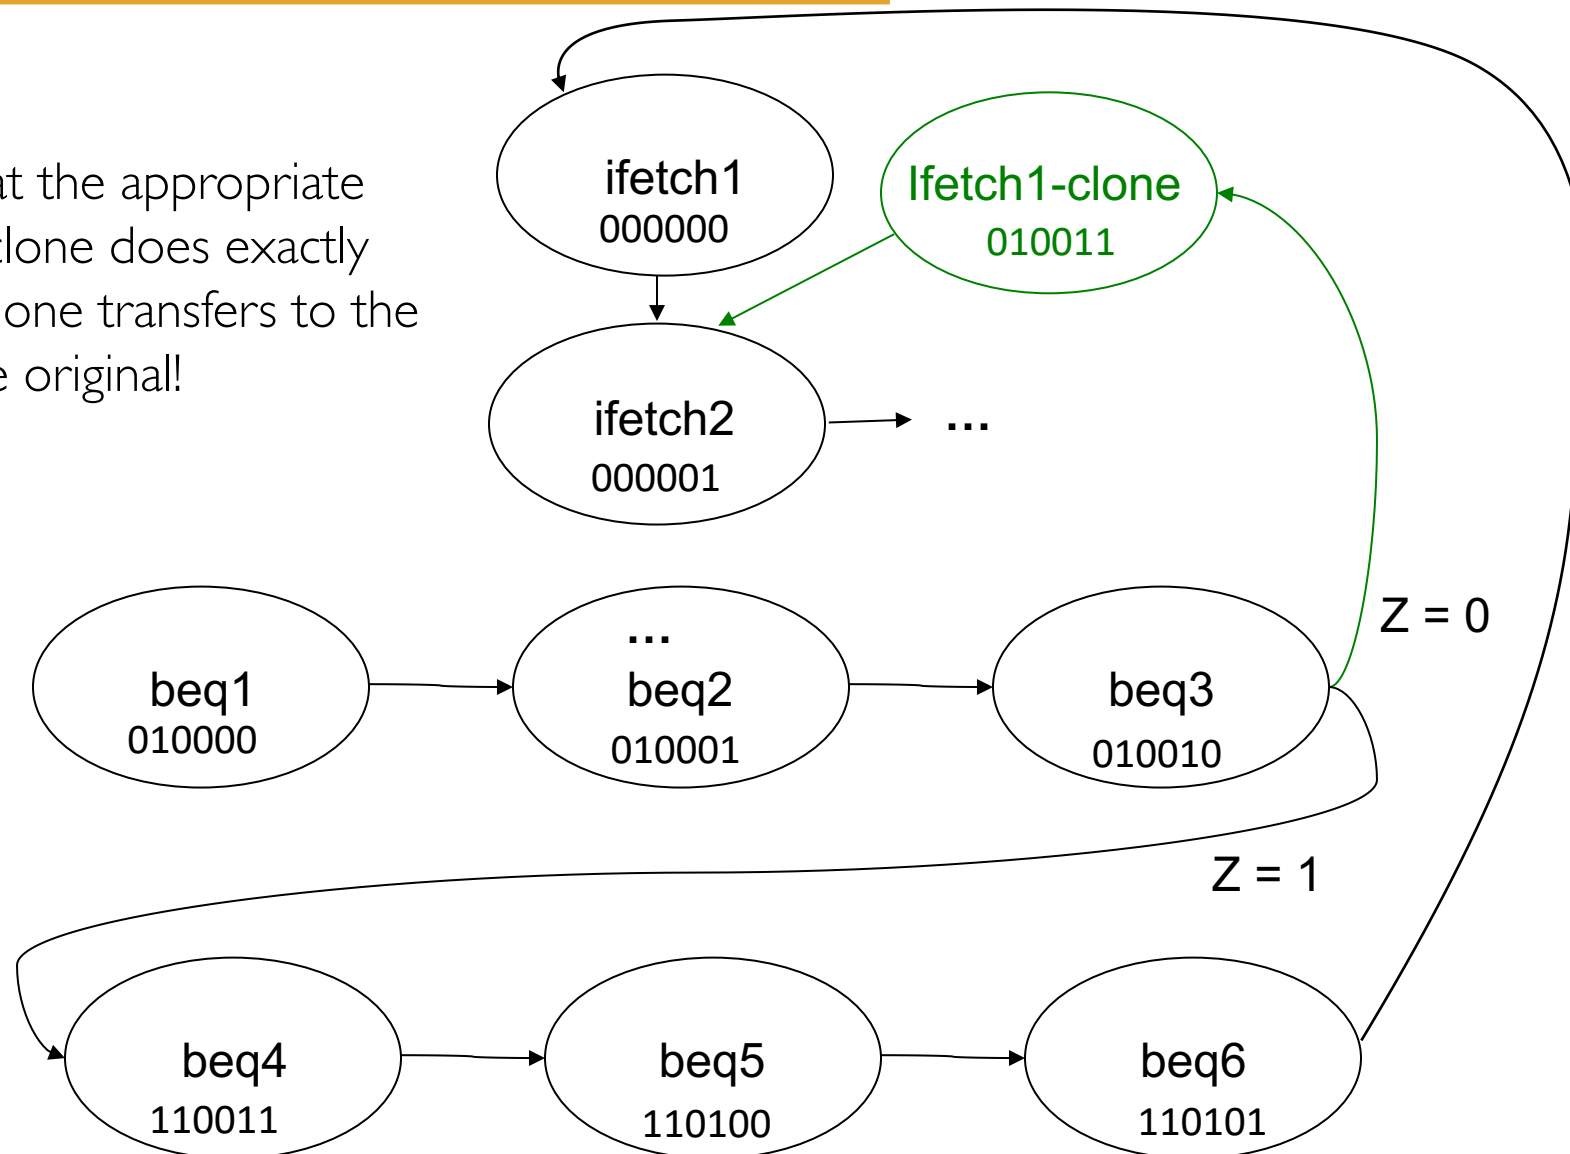 at the appropriate
clone does exactly
one transfers to the
e original!
ifetch1
000000
Ifetch1-clone
010011
ifetch2
000001
...
Z = 0
beq1
010000
...
beq2
010001
beq3
010010
Z = 1
beq4
110011
beq5
110100
beq6
110101